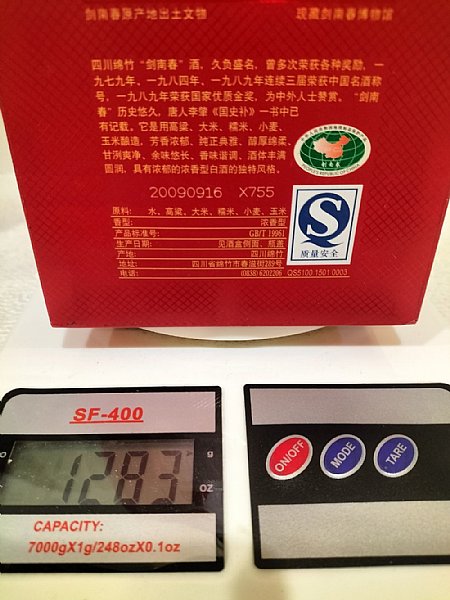 剑南春原产地出土文物
现藏剑南春博物馆
四川绵竹“剑南春”酒，久负盛名，曾多次荣获各种奖励，一
九七九年、一九八四年、一九八九年连续三届荣获中国名酒称
号，一九八九年荣获国家优质金奖，为中外人士赞赏。“剑南
春”历史悠久，唐人李肇《国史补》一书中已
有记载。它是用高粱、大米、糯米、小麦、
玉米酿造，芳香浓郁、纯正典雅、醇厚绵柔、
甘洌爽净、余味悠长、香味谐调、酒体丰满
圆润，具有浓郁的浓香型白酒的独特风格。
20090916 X755
原料: 水、高粱、大米、糯米、小麦、玉米
香型: 浓香型
产品标准号: GB/T 19961
生产日期: 见酒盒侧面、瓶盖
产地: 四川绵竹
地址: 四川省绵竹市春溢街289号
电话: (0838) 6202206
剑南春
质量安全
QS5100 1501 0003
SF-400
1283
g
oz
CAPACITY:
7000gX1g/248ozX0.1oz
ON/OFF
MODE
TARE